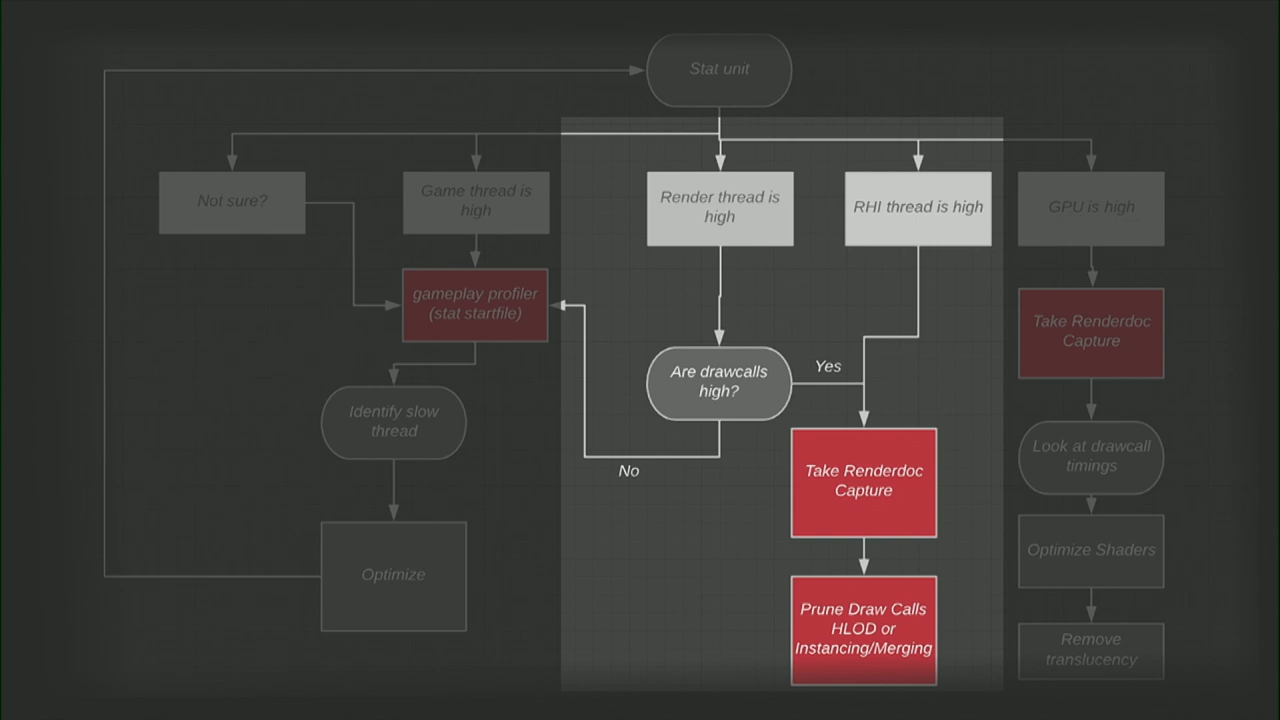 Stat unit
Not sure?
Game thread is
high
Render thread is
high
RHI thread is high
GPU is high
gameplay profiler
(stat startfile)
Take Renderdoc
Capture
Are drawcalls
high?
Yes
No
Identify slow
thread
Look at drawcall
timings
Take Renderdoc
Capture
Optimize
Optimize Shaders
Prune Draw Calls
HLOD or
Instancing/Merging
Remove
translucency